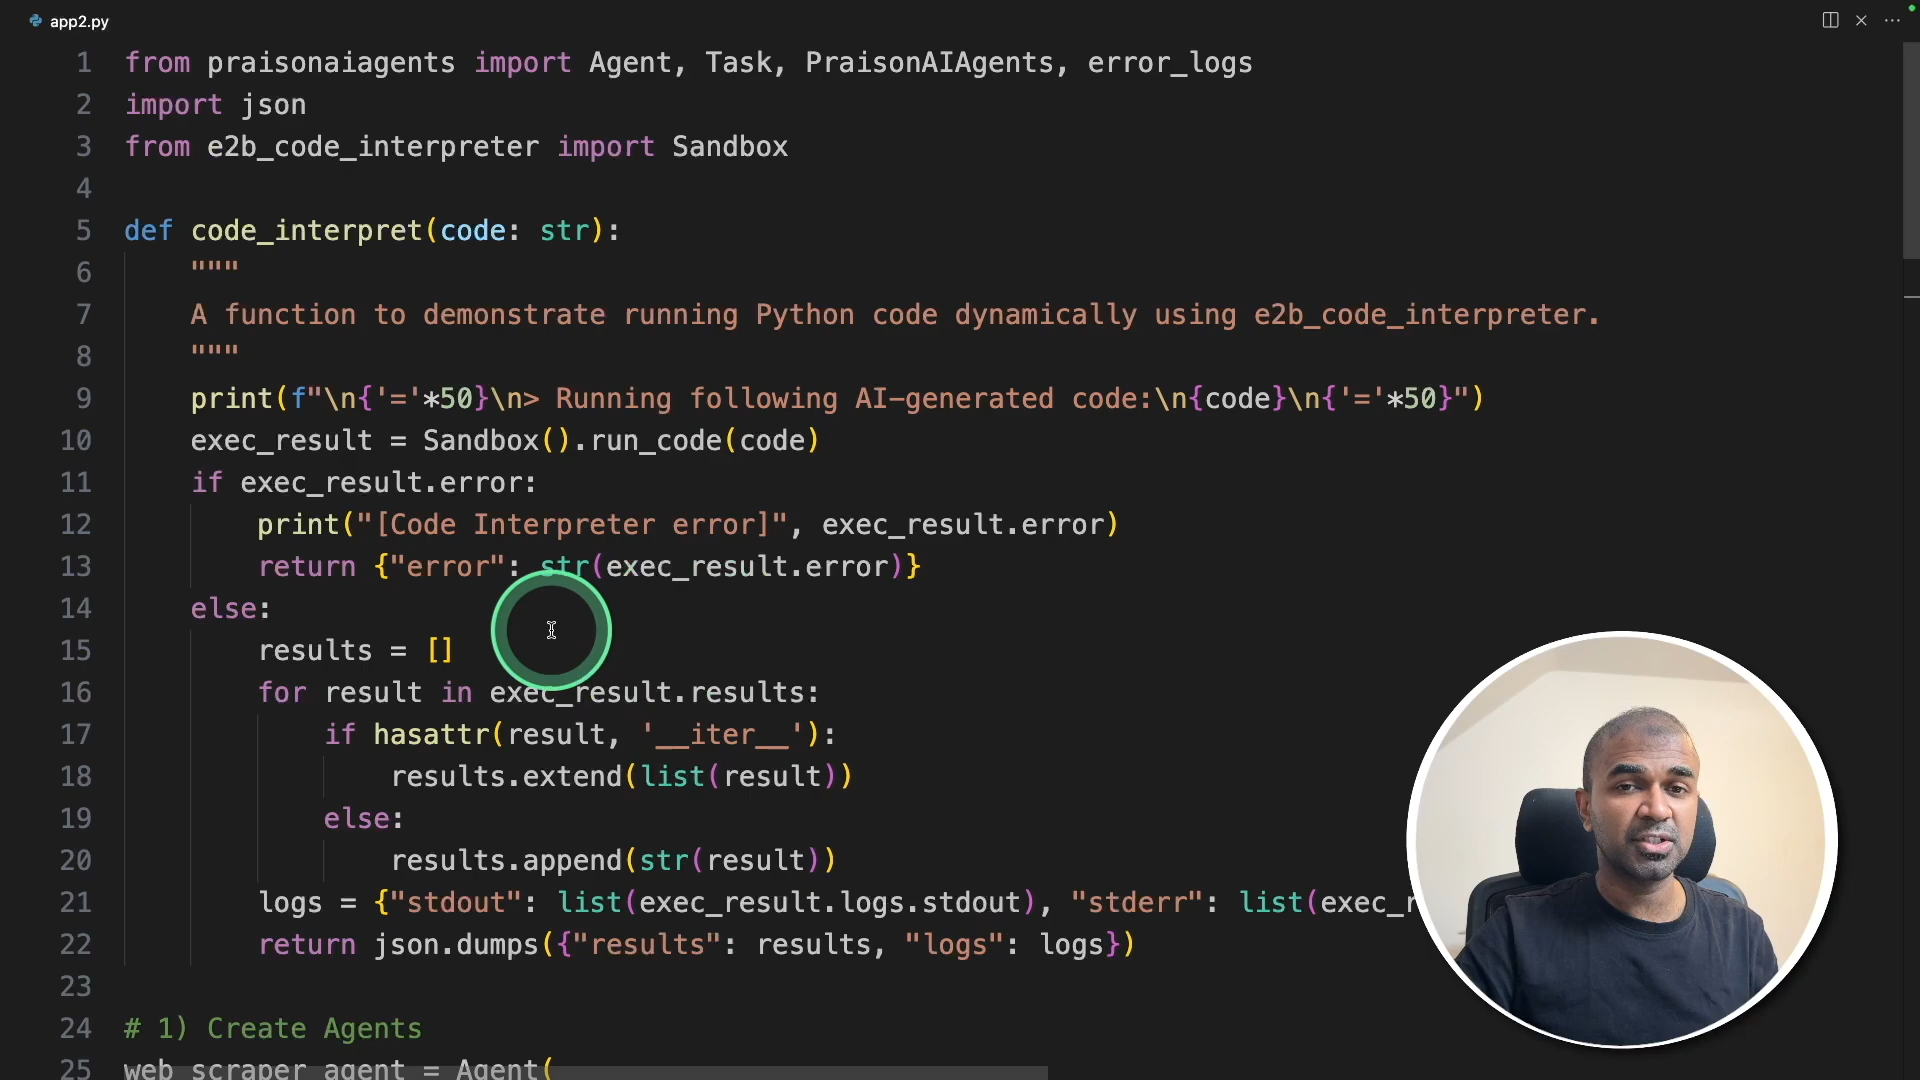 app2.py
1 from praisonaiagents import Agent, Task, PraisonAIAgents, error_logs
2 import json
3 from e2b_code_interpreter import Sandbox
4
5 def code_interpret(code: str):
6     """
7     A function to demonstrate running Python code dynamically using e2b_code_interpreter.
8     """
9     print(f"\n{'='*50}\n> Running following AI-generated code:\n{code}\n{'='*50}")
10     exec_result = Sandbox().run_code(code)
11     if exec_result.error:
12         print("[Code Interpreter error]", exec_result.error)
13         return {"error": str(exec_result.error)}
14     else:
15         results = []
16         for result in exec_result.results:
17             if hasattr(result, '__iter__'):
18                 results.extend(list(result))
19             else:
20                 results.append(str(result))
21         logs = {"stdout": list(exec_result.logs.stdout), "stderr": list(exec_r
22         return json.dumps({"results": results, "logs": logs})
23
24 # 1) Create Agents
25 web_scraper_agent = Agent(